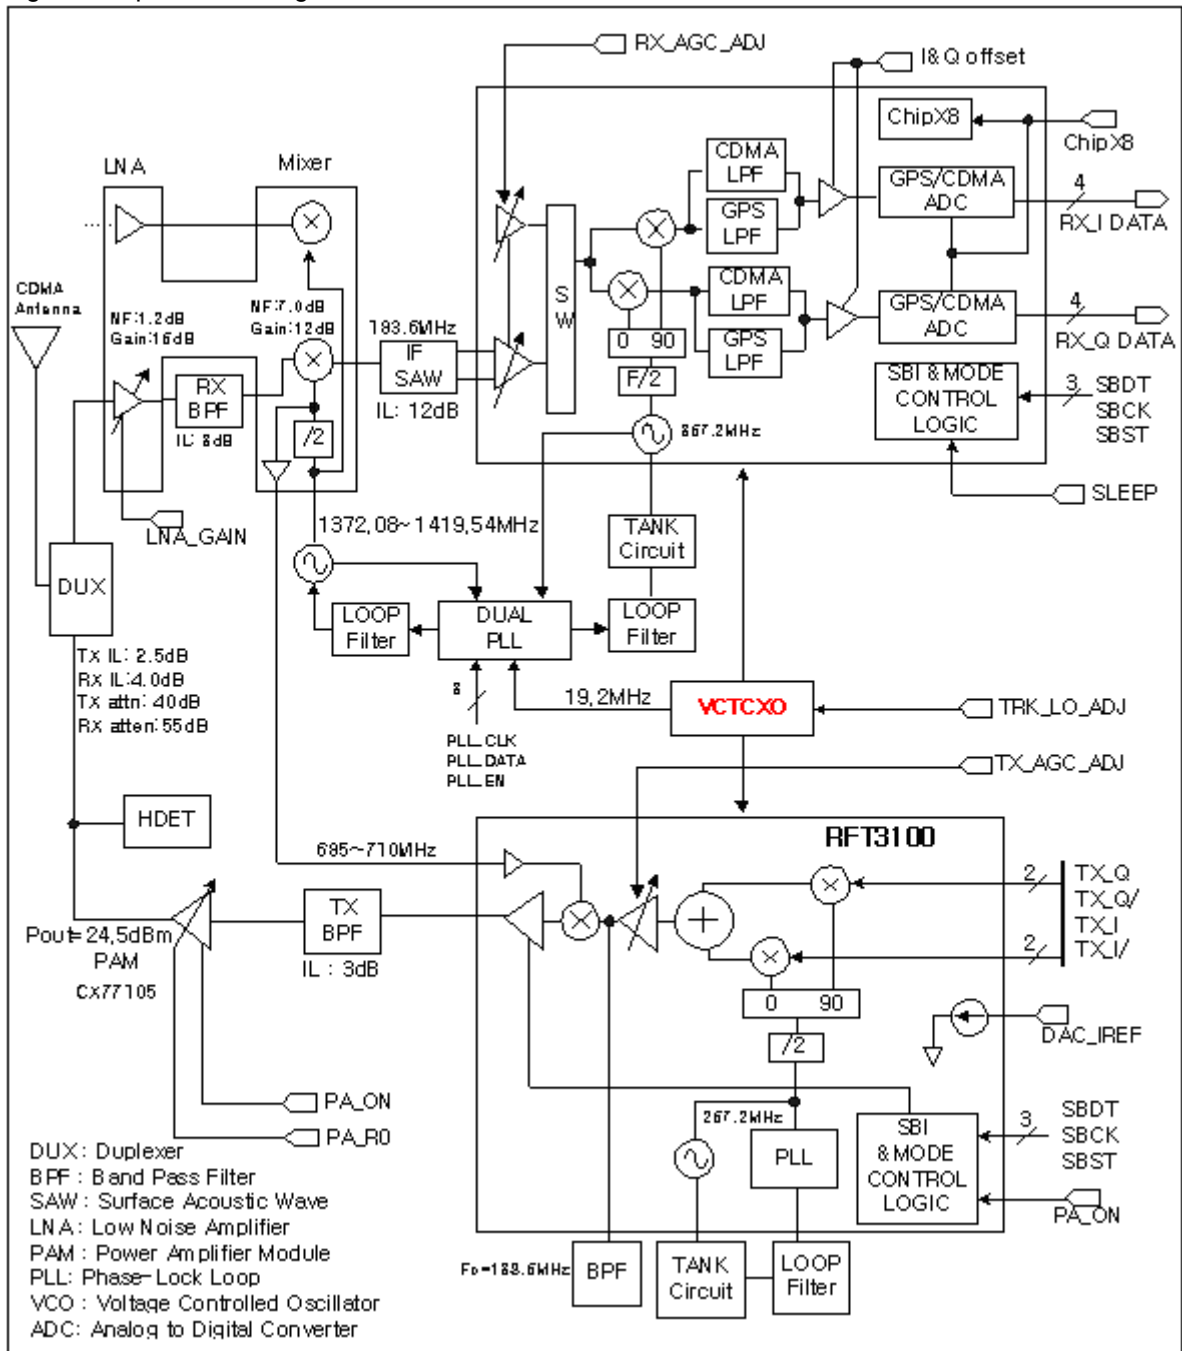 RX_AGC_ADJ
I&Q offset
ChipX8
ChipX8
LNA
Mixer
CDMA
LPF
GPS
LPF
GPS/CDMA
ADC
4
RX_I DATA
CDMA
Antenna
NF:1.2dB
Gain:16dB
NF:7.0dB
Gain:12dB
183.6MHz
IF
SAW
IL: 12dB
S
W
CDMA
LPF
GPS
LPF
GPS/CDMA
ADC
4
RX_Q DATA
0 90
F/2
RX
BPF
IL: 3dB
/2
367.2MHz
SBI & MODE
CONTROL
LOGIC
3
SBDT
SBCK
SBST
SLEEP
LNA_GAIN
1372,08~1419,54MHz
TANK
Circuit
DUX
LOOP
Filter
DUAL
PLL
LOOP
Filter
Tx IL: 2.5dB
Rx IL:4.0dB
Tx attn: 40dB
Rx atten:55dB
PLL_CLK
PLL_DATA
PLL_EN
19,2MHz
VCTCXO
TRK_LO_ADJ
TX_AGC_ADJ
HDET
695~710MHz
RFT3100
2
TX_Q
TX_Q/
TX_I
TX_I/
2
Pout=24,5dBm
PAM
CX77105
TX
BPF
IL : 3dB
0 90
/2
DAC_IREF
267.2MHz
PLL
SBI
& MODE
CONTROL
LOGIC
3
SBDT
SBCK
SBST
PA_ON
PA_ON
PA_R0
Fo=183.6MHz
BPF
TANK
Circuit
LOOP
Filter
DUX : Duplexer
BPF : Band Pass Filter
SAW : Surface Acoustic Wave
LNA : Low Noise Amplifier
PAM : Power Amplifier Module
PLL: Phase-Lock Loop
VCO : Voltage Controlled Oscillator
ADC: Analog to Digital Converter